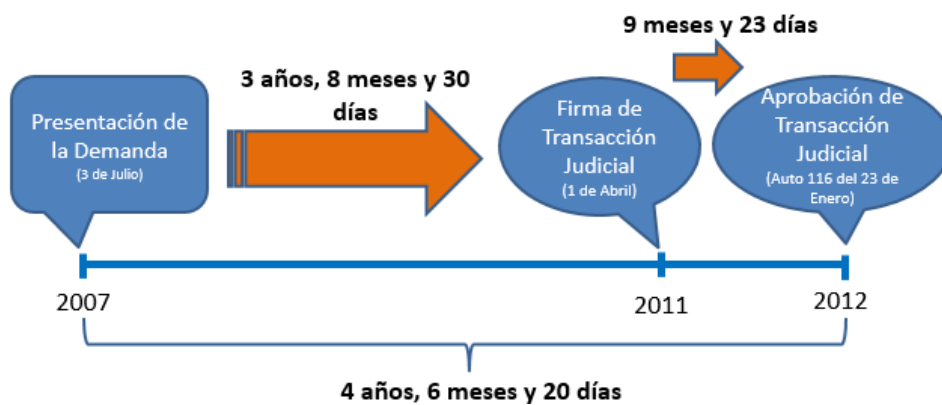 9 meses y 23 días
3 años, 8 meses y 30
días
Presentación de
la Demanda
(3 de Julio)
Firma de
Transacción
Judicial
(1 de Abril)
Aprobación de
Transacción
Judicial
(Auto 116 del 23 de
Enero)
2007
2011
2012
4 años, 6 meses y 20 días